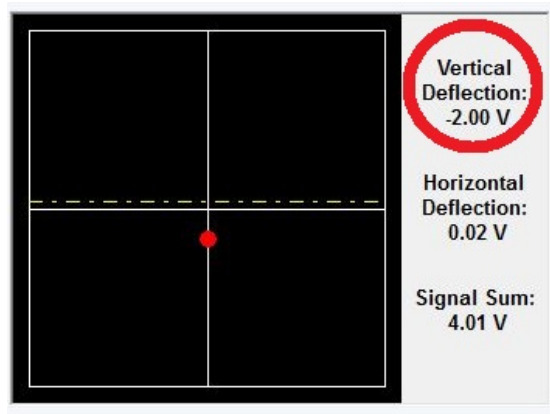 Vertical
Deflection:
-2.00 V
Horizontal
Deflection:
0.02 V
Signal Sum:
4.01 V